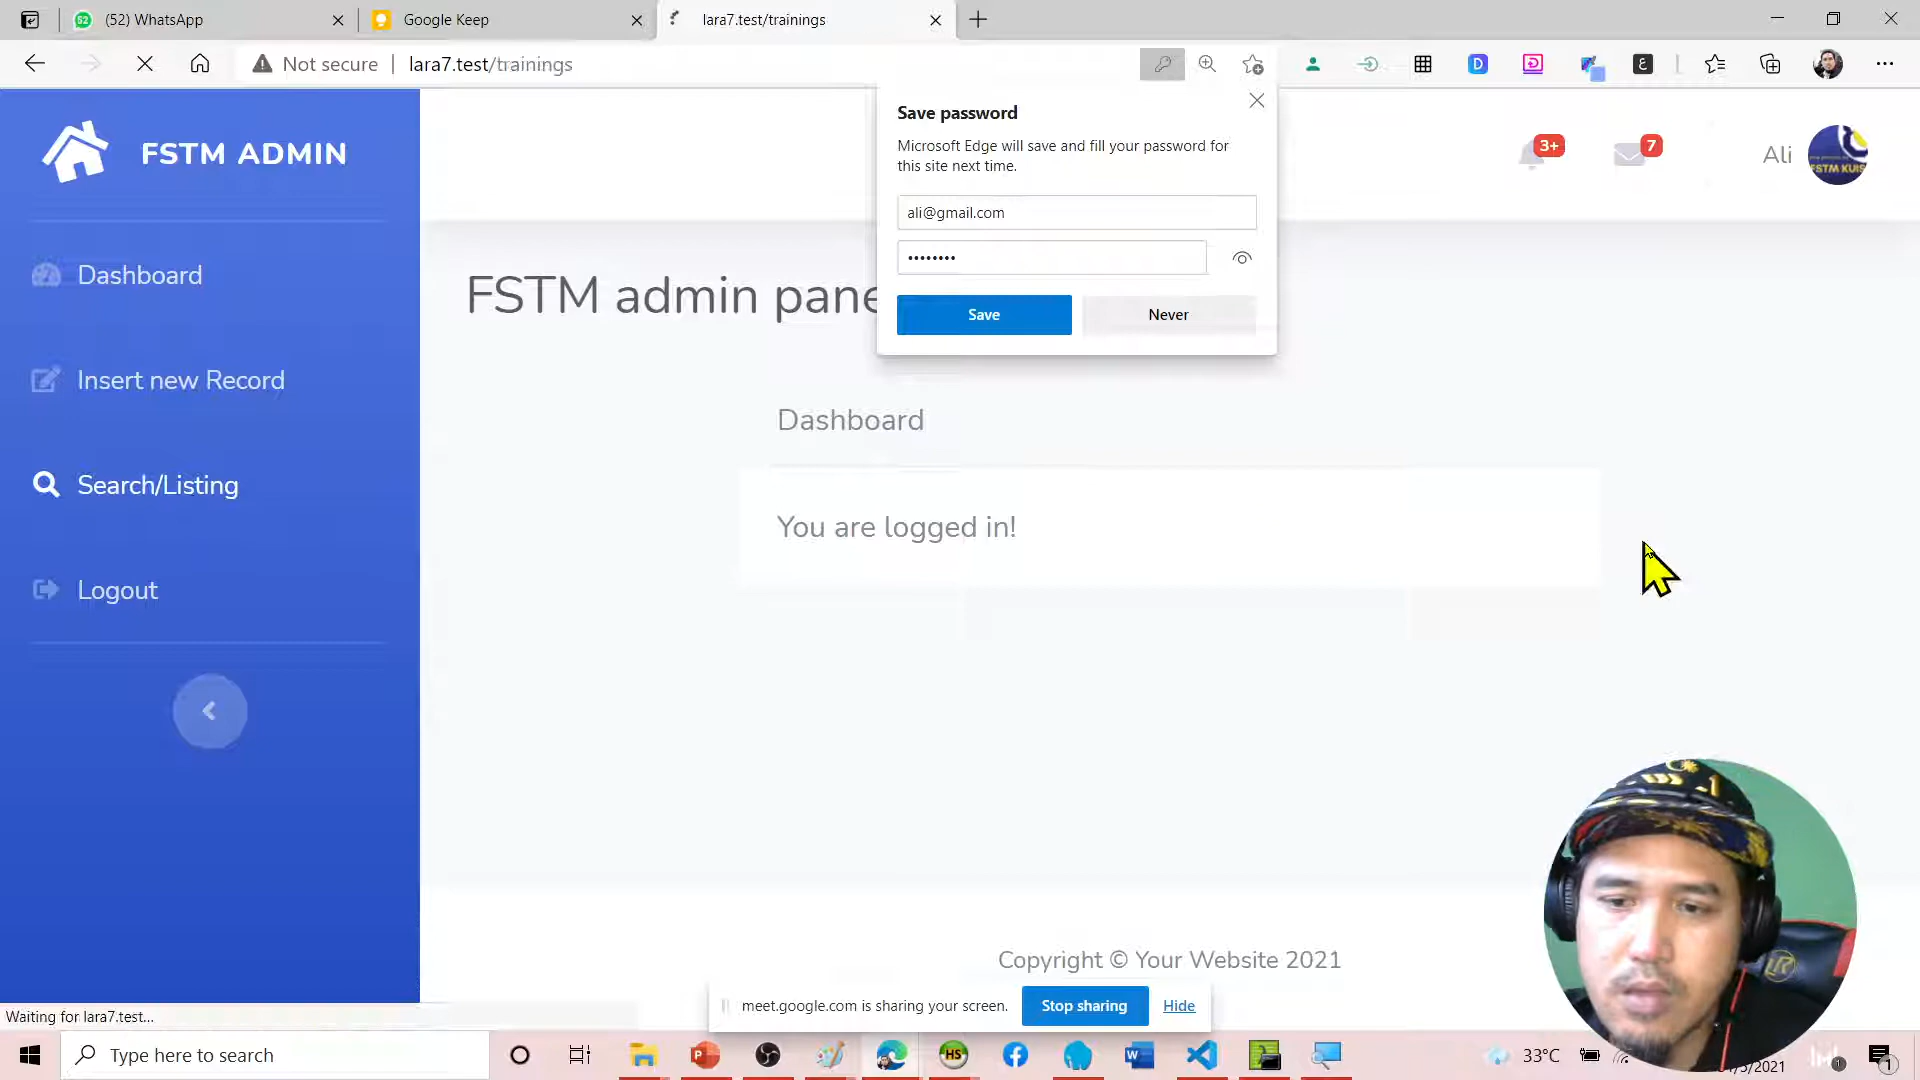 (52) WhatsApp
Google Keep
lara7.test/trainings
Not secure
lara7.test/trainings
FSTM ADMIN
Dashboard
Insert new Record
Search/Listing
Logout
Save password
Microsoft Edge will save and fill your password for
this site next time.
ali@gmail.com
••••••••
Save
Never
3+
7
Ali
FSTM KUIS
FSTM admin pane
Dashboard
You are logged in!
Copyright © Your Website 2021
meet.google.com is sharing your screen.
Stop sharing
Hide
Waiting for lara7.test...
Type here to search
33°C